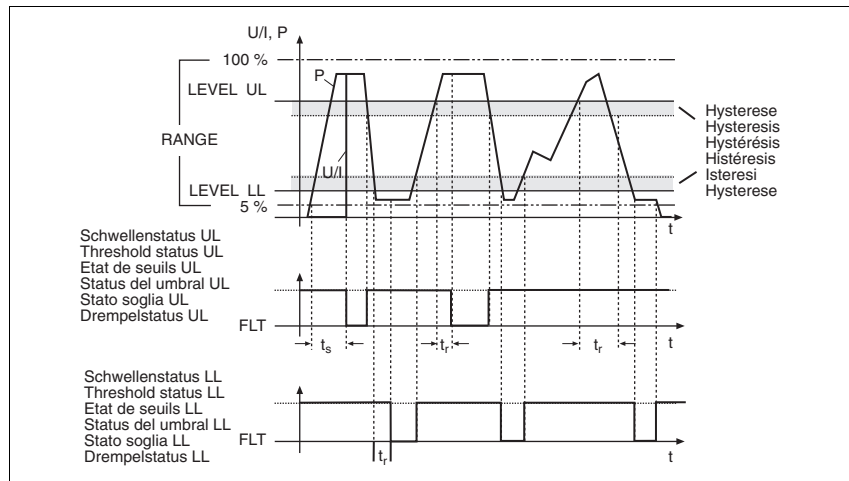 U/I, P
100 %
P
LEVEL UL
RANGE
U/I
LEVEL LL
5 %
t
Hysterese
Hysteresis
Hystérésis
Histéresis
Isteresi
Hysterese
Schwellenstatus UL
Threshold status UL
Etat de seuils UL
Status del umbral UL
Stato soglia UL
Drempelstatus UL
FLT
ts
tr
tr
t
Schwellenstatus LL
Threshold status LL
Etat de seuils LL
Status del umbral LL
Stato soglia LL
Drempelstatus LL
FLT
tr
t